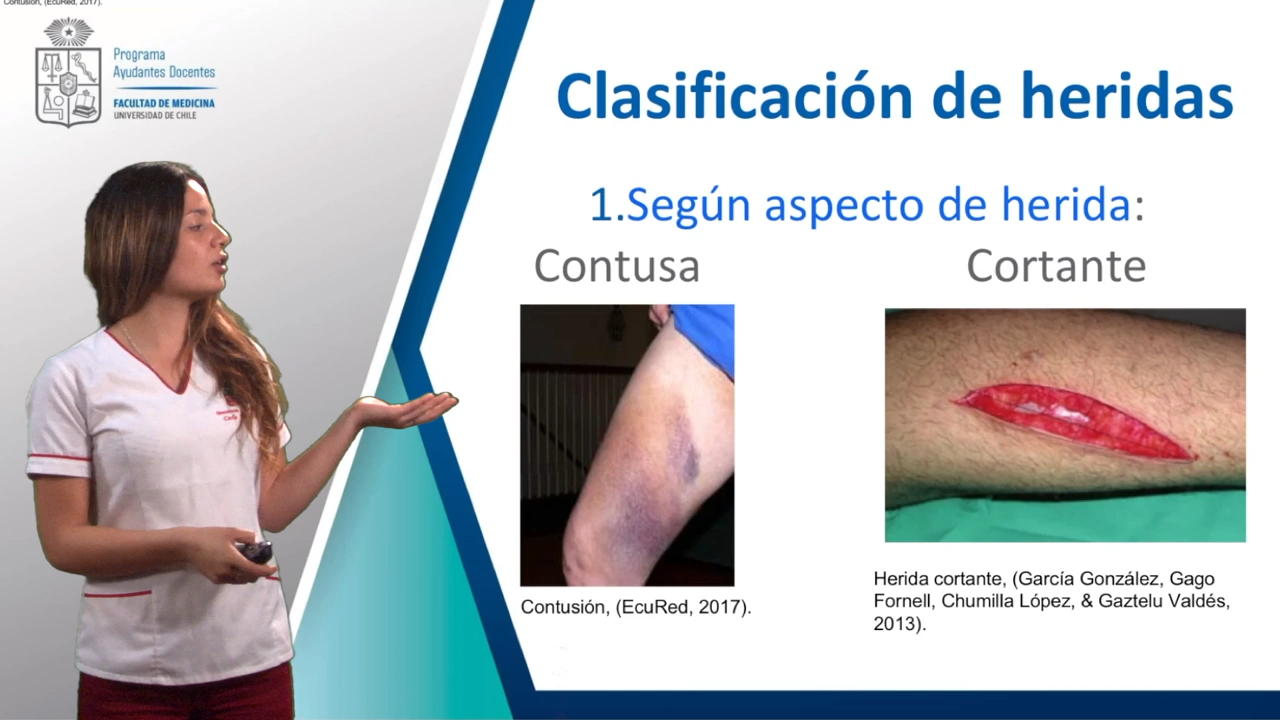 Contusión, (EcuRed, 2017).
Programa
Ayudantes Docentes
FACULTAD DE MEDICINA
UNIVERSIDAD DE CHILE
Clasificación de heridas
1.Según aspecto de herida:
Contusa
Cortante
Contusión, (EcuRed, 2017).
Herida cortante, (García González, Gago
Fornell, Chumilla López, & Gaztelu Valdés,
2013).